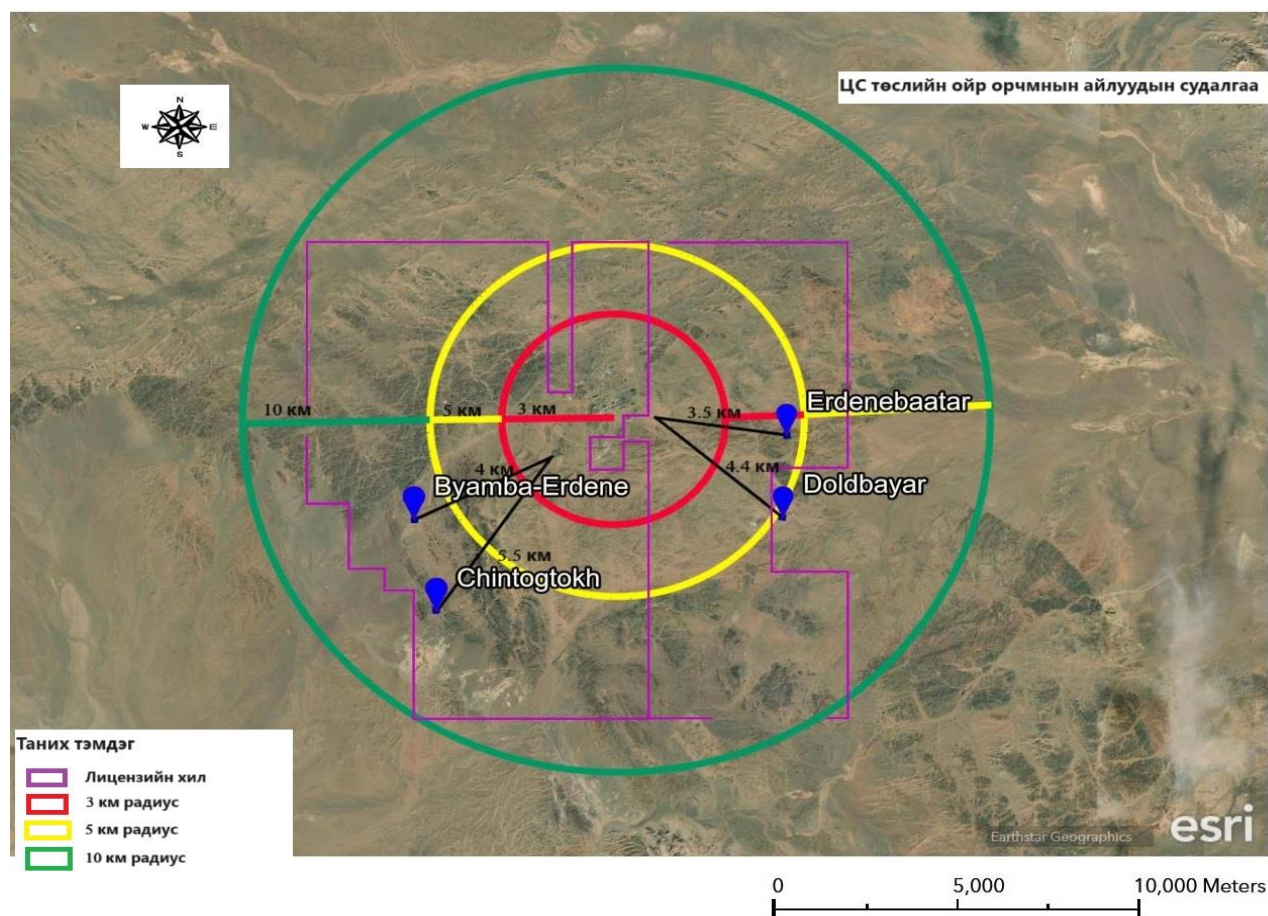 ЦС төслийн ойр орчмнын айлуудын судалгаа
N
W E
S
10 км
5 км
3 км
3.5 км
Erdenebaatar
4.4 км
Doldbayar
4 км
Byamba-Erdene
5.5 км
Chintogtokh
Таних тэмдэг
Лицензийн хил
3 км радиус
5 км радиус
10 км радиус
Earthstar Geographics
esri
0 5,000 10,000 Meters